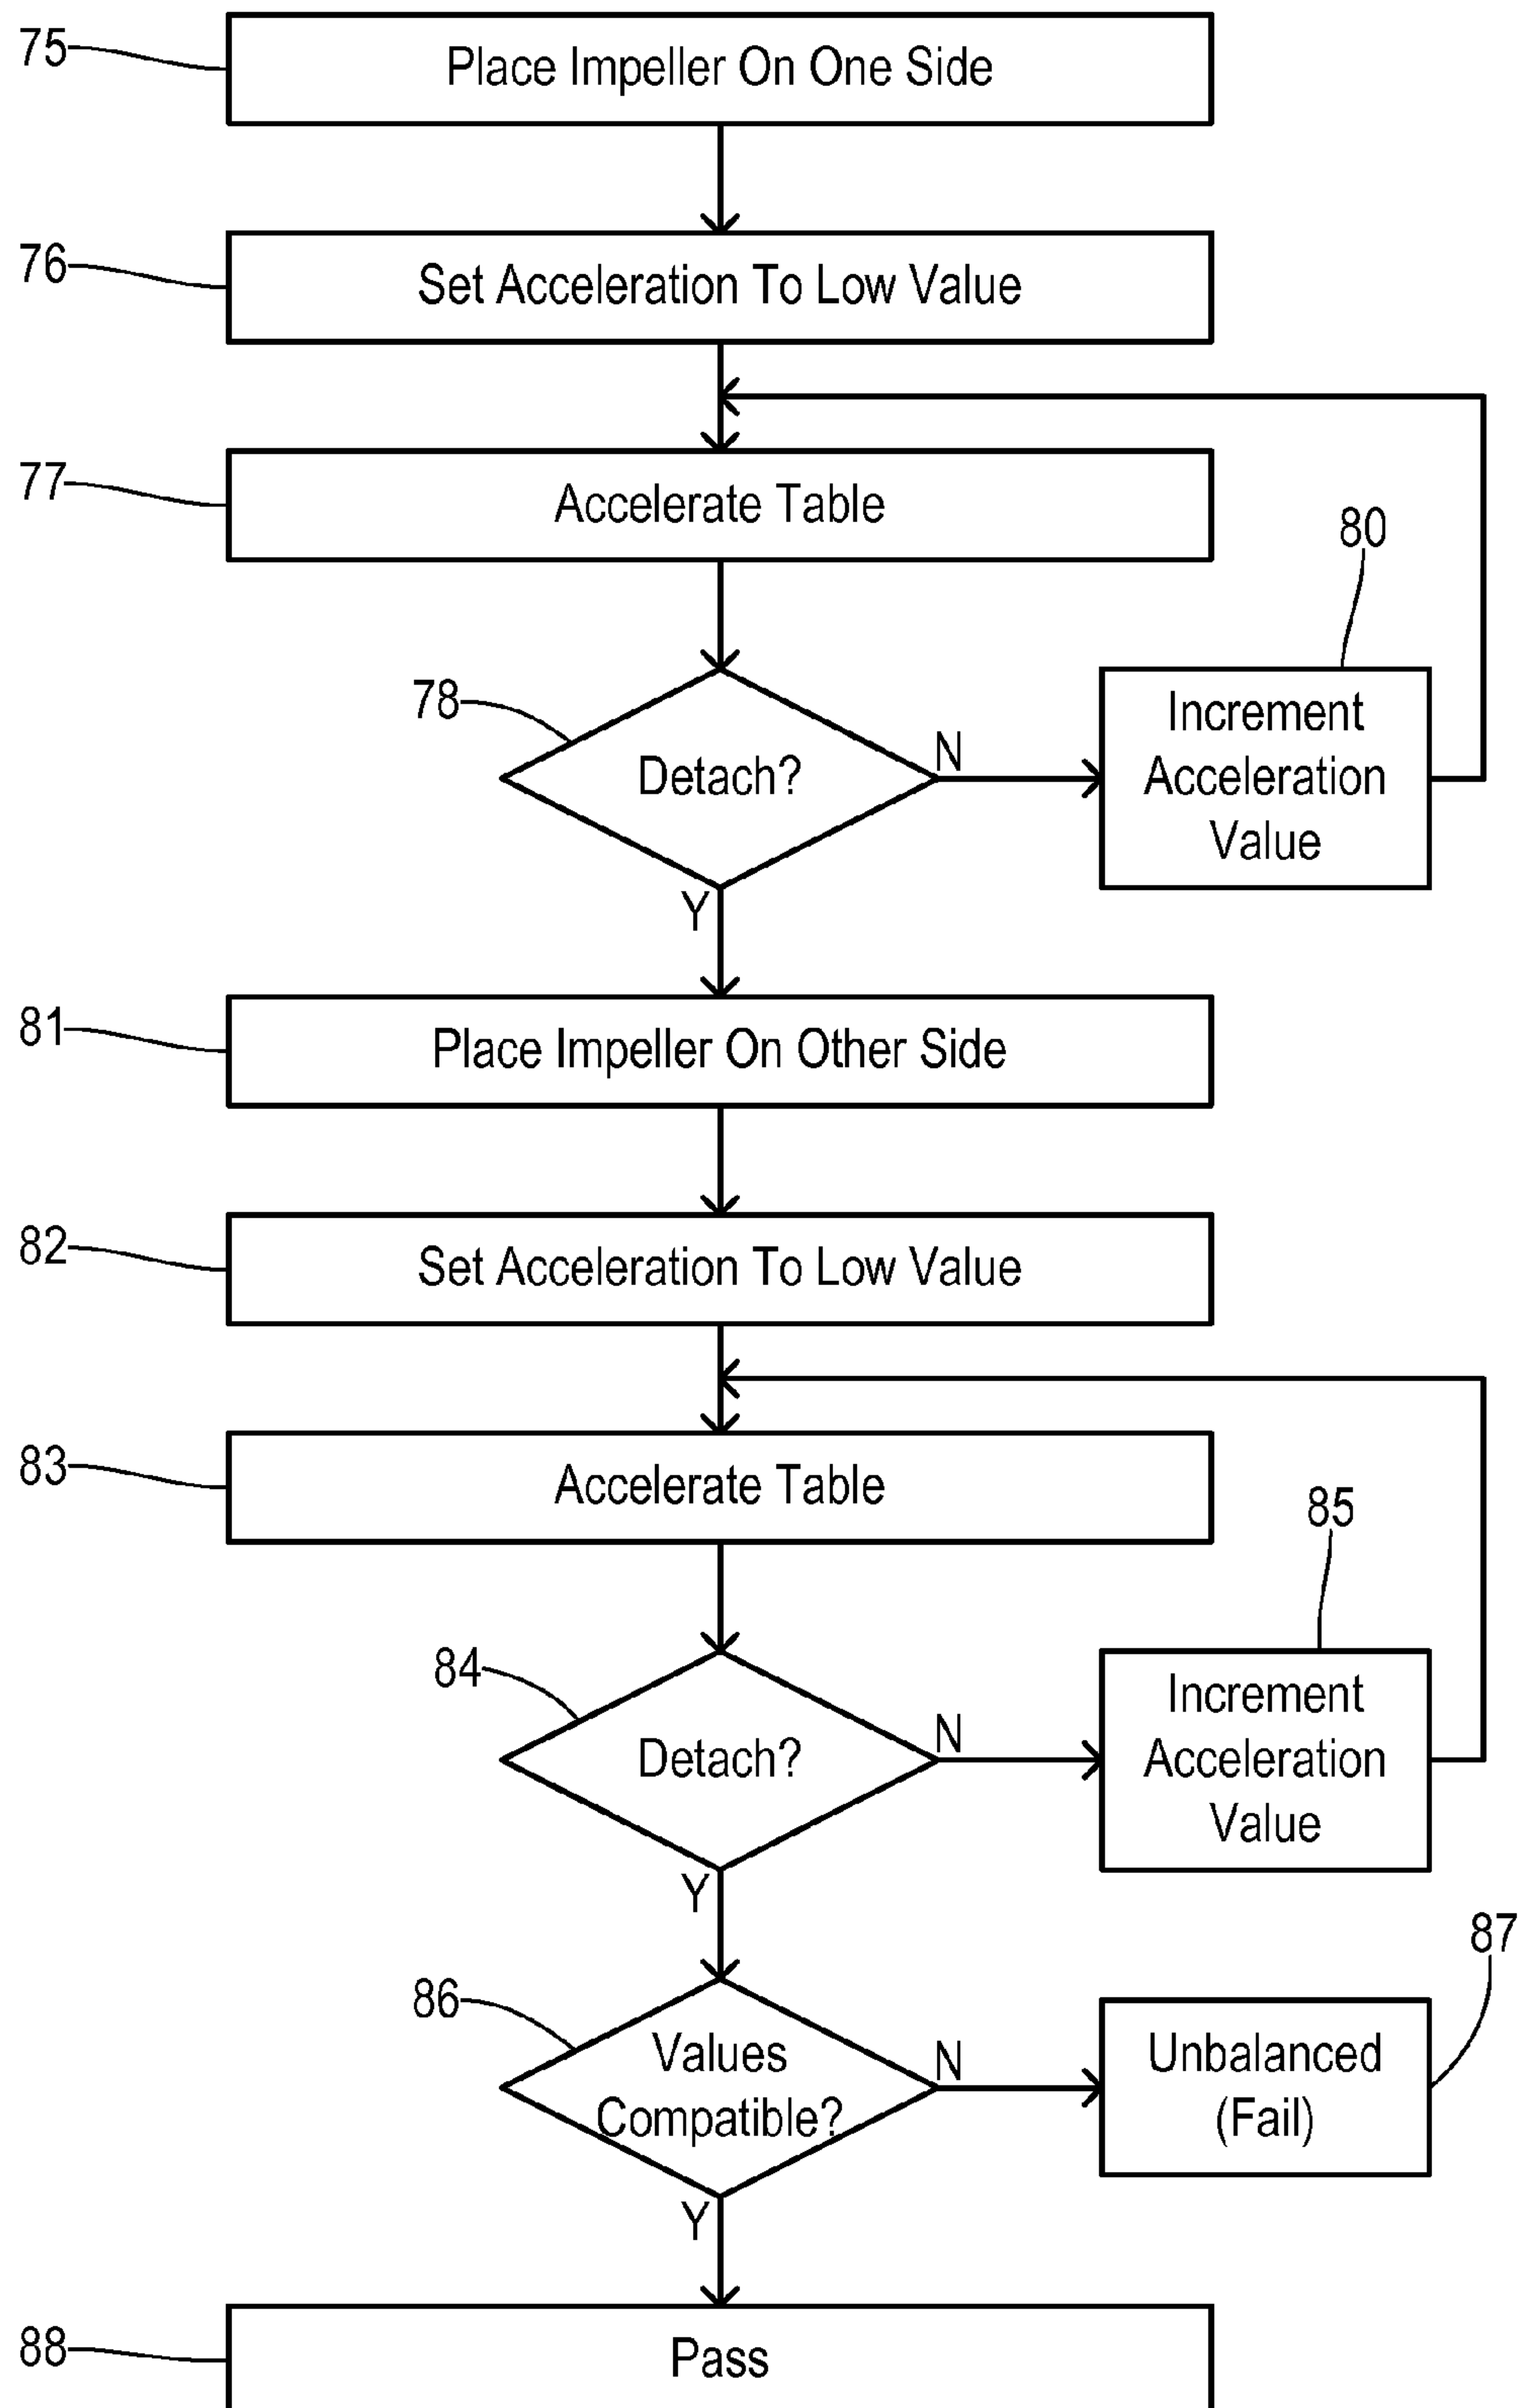 75
Place Impeller On One Side
76
Set Acceleration To Low Value
77
Accelerate Table
80
78
Detach?
N
Increment
Acceleration
Value
Y
81
Place Impeller On Other Side
82
Set Acceleration To Low Value
83
Accelerate Table
85
84
Detach?
N
Increment
Acceleration
Value
Y
87
86
Values
Compatible?
N
Unbalanced
(Fail)
Y
88
Pass